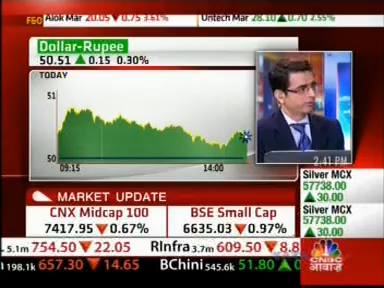 F&O Alok Mar 20.05 ▼ 0.75 3.61% Unitech Mar 28.10 ▲ 0.70 2.55%
Dollar-Rupee
50.51 ▲ 0.15 0.30%
TODAY
51
50
09:15 14:00
2:41 PM
Silver MCX
57738.00
▲ 30.00
MARKET UPDATE
CNX Midcap 100 BSE Small Cap
7417.95 ▼ 0.67% 6635.03 ▼ 0.97%
Silver MCX
57738.00
▲ 30.00
5.1m 754.50 ▼ 22.05 RInfra 3.7m 609.50 ▼ 8.8
198.1k 657.30 ▼ 14.65 BChini 545.6k 51.80 ▲
CNBC
आवाज़